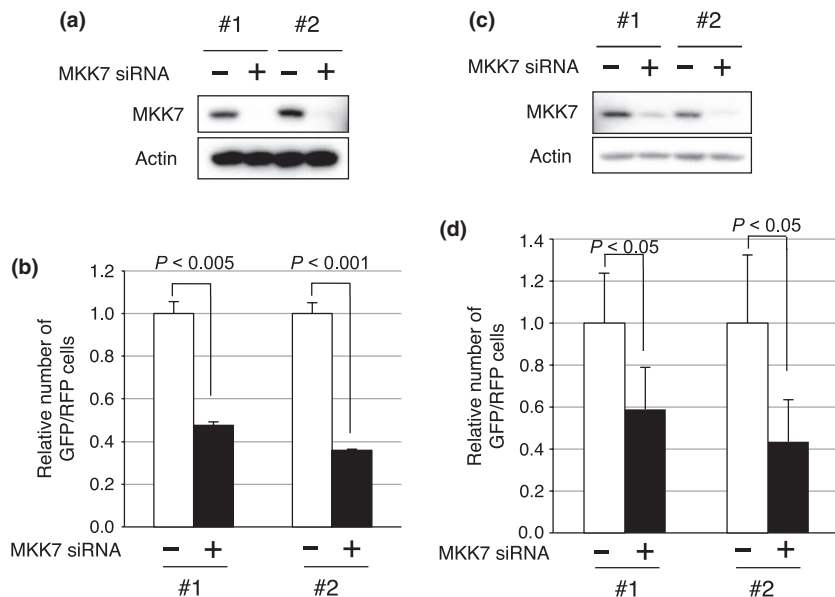 (a)
#1 #2
MKK7 siRNA − + − +
MKK7
Actin
(b)
P < 0.005 P < 0.001
Relative number of
GFP/RFP cells
1.2
1.0
0.8
0.6
0.4
0.2
0.0
MKK7 siRNA − + − +
#1 #2
(c)
#1 #2
MKK7 siRNA − + − +
MKK7
Actin
(d)
P < 0.05 P < 0.05
Relative number of
GFP/RFP cells
1.4
1.2
1.0
0.8
0.6
0.4
0.2
0.0
MKK7 siRNA − + − +
#1 #2